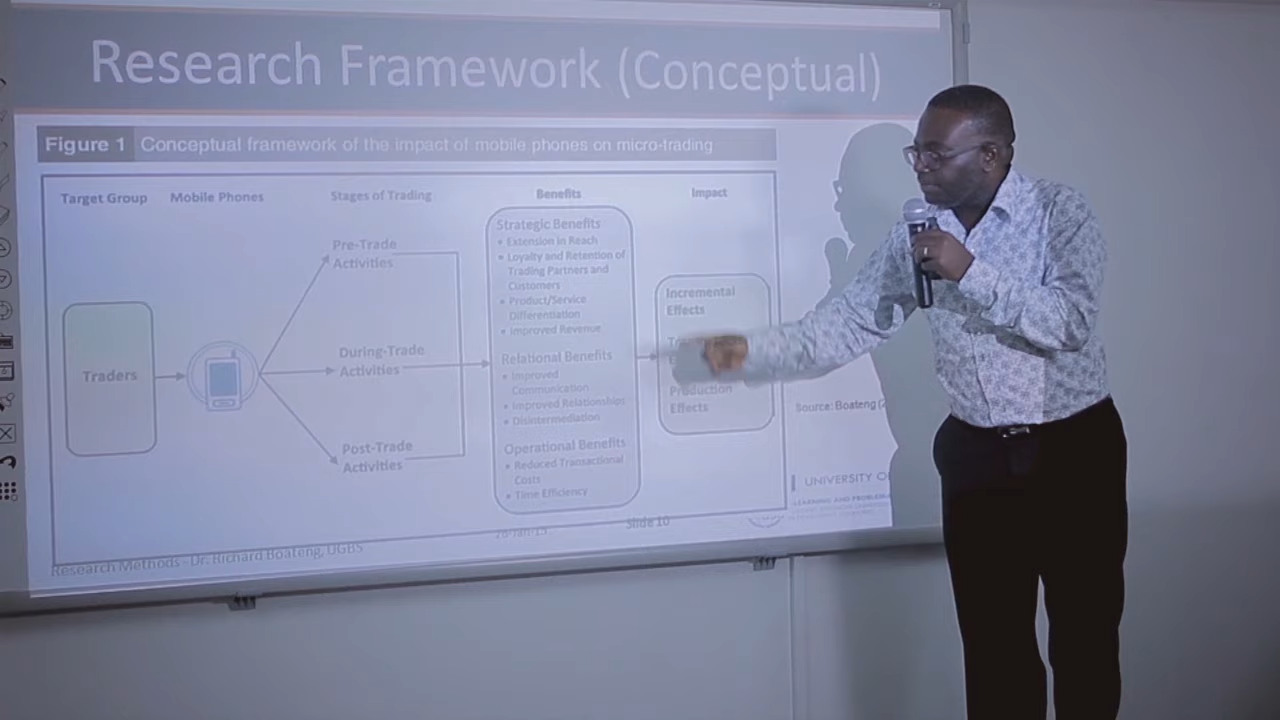 Research Framework (Conceptual)
Figure 1 Conceptual framework of the impact of mobile phones on micro-trading
Target Group
Mobile Phones
Stages of Trading
Benefits
Impact
Traders
Pre-Trade
Activities
During-Trade
Activities
Post-Trade
Activities
Strategic Benefits
• Extension in Reach
• Loyalty and Retention of
Trading Partners and
Customers
• Product/Service
Differentiation
• Improved Revenue
Relational Benefits
• Improved
Communication
• Improved Relationships
• Disintermediation
Operational Benefits
• Reduced Transactional
Costs
• Time Efficiency
Incremental
Effects
Production
Effects
Source: Boateng (2
UNIVERSITY OF
LEARNING AND
Slide 10
Research Methods - Dr. Richard Boateng, UGBS